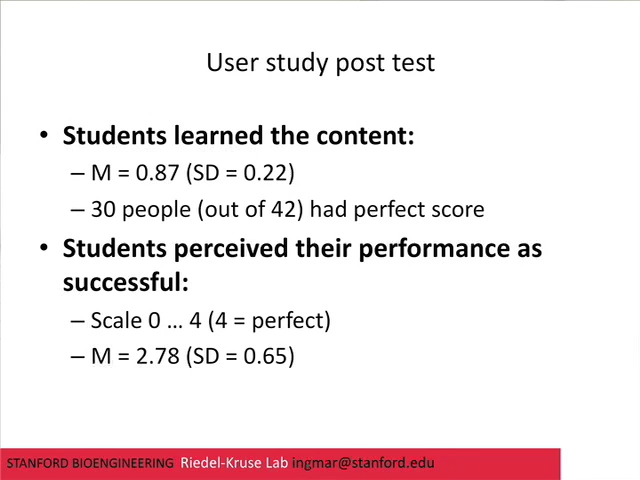 User study post test
• Students learned the content:
– M = 0.87 (SD = 0.22)
– 30 people (out of 42) had perfect score
• Students perceived their performance as
successful:
– Scale 0 … 4 (4 = perfect)
– M = 2.78 (SD = 0.65)
STANFORD BIOENGINEERING Riedel-Kruse Lab ingmar@stanford.edu